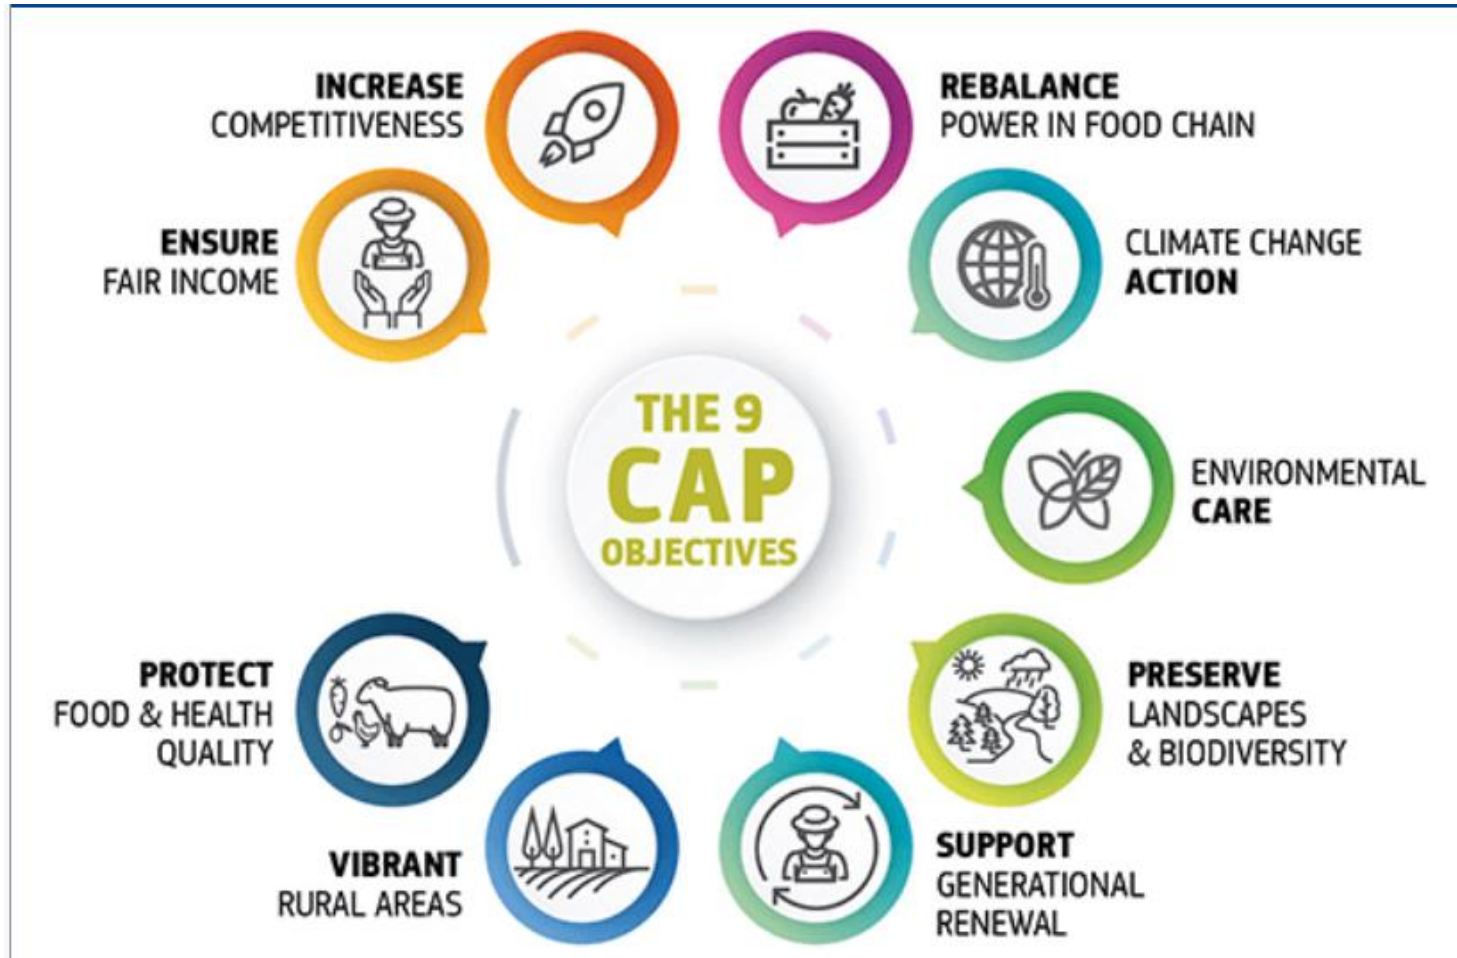 INCREASE
COMPETITIVENESS
REBALANCE
POWER IN FOOD CHAIN
ENSURE
FAIR INCOME
CLIMATE CHANGE
ACTION
THE 9
CAP
OBJECTIVES
ENVIRONMENTAL
CARE
PROTECT
FOOD & HEALTH
QUALITY
PRESERVE
LANDSCAPES
& BIODIVERSITY
VIBRANT
RURAL AREAS
SUPPORT
GENERATIONAL
RENEWAL